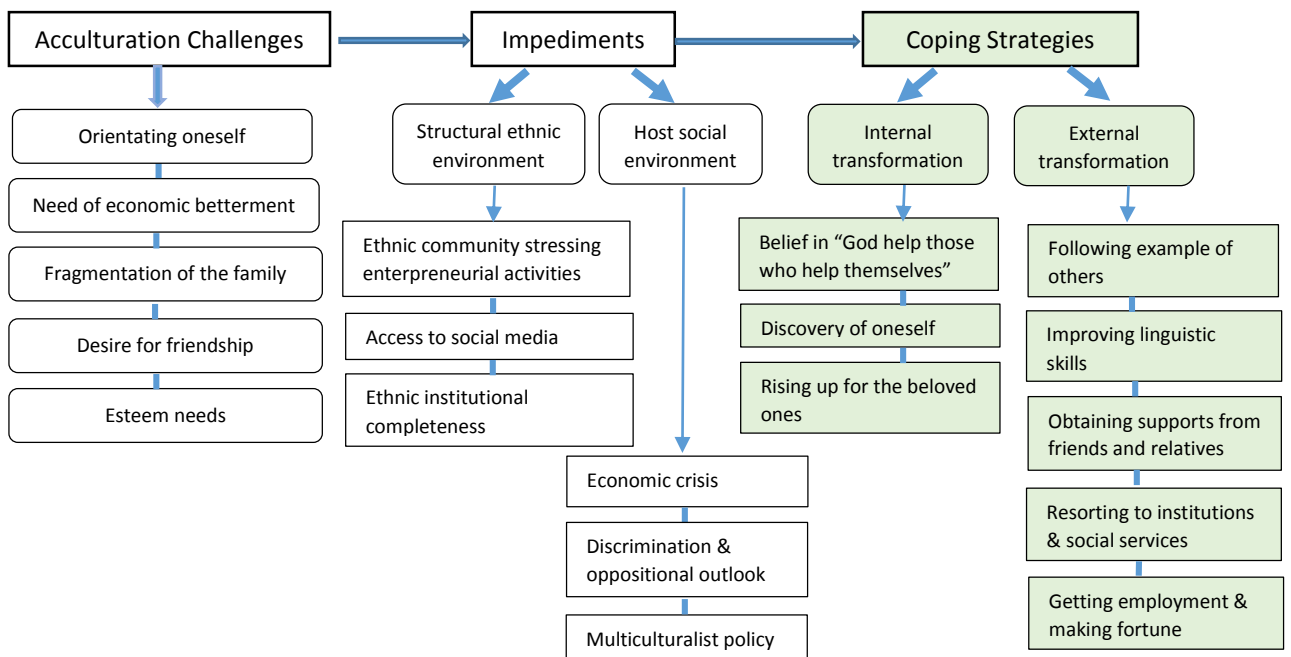 Acculturation Challenges
Orientating oneself
Need of economic betterment
Fragmentation of the family
Desire for friendship
Esteem needs
Impediments
Structural ethnic
environment
Ethnic community stressing
enterpreneurial activities
Access to social media
Ethnic institutional
completeness
Host social
environment
Economic crisis
Discrimination &
oppositional outlook
Multiculturalist policy
Coping Strategies
Internal
transformation
Belief in “God help those
who help themselves”
Discovery of oneself
Rising up for the beloved
ones
External
transformation
Following example of
others
Improving linguistic
skills
Obtaining supports from
friends and relatives
Resorting to institutions
& social services
Getting employment &
making fortune